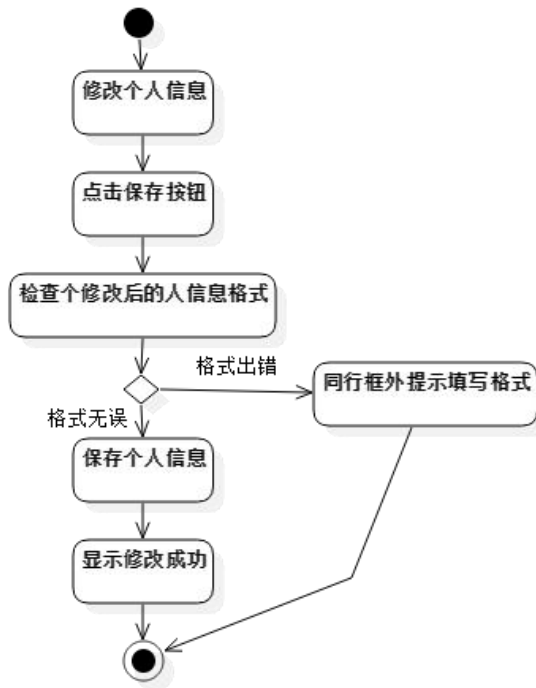 修改个人信息
点击保存按钮
检查个修改后的人信息格式
格式出错
同行框外提示填写格式
格式无误
保存个人信息
显示修改成功